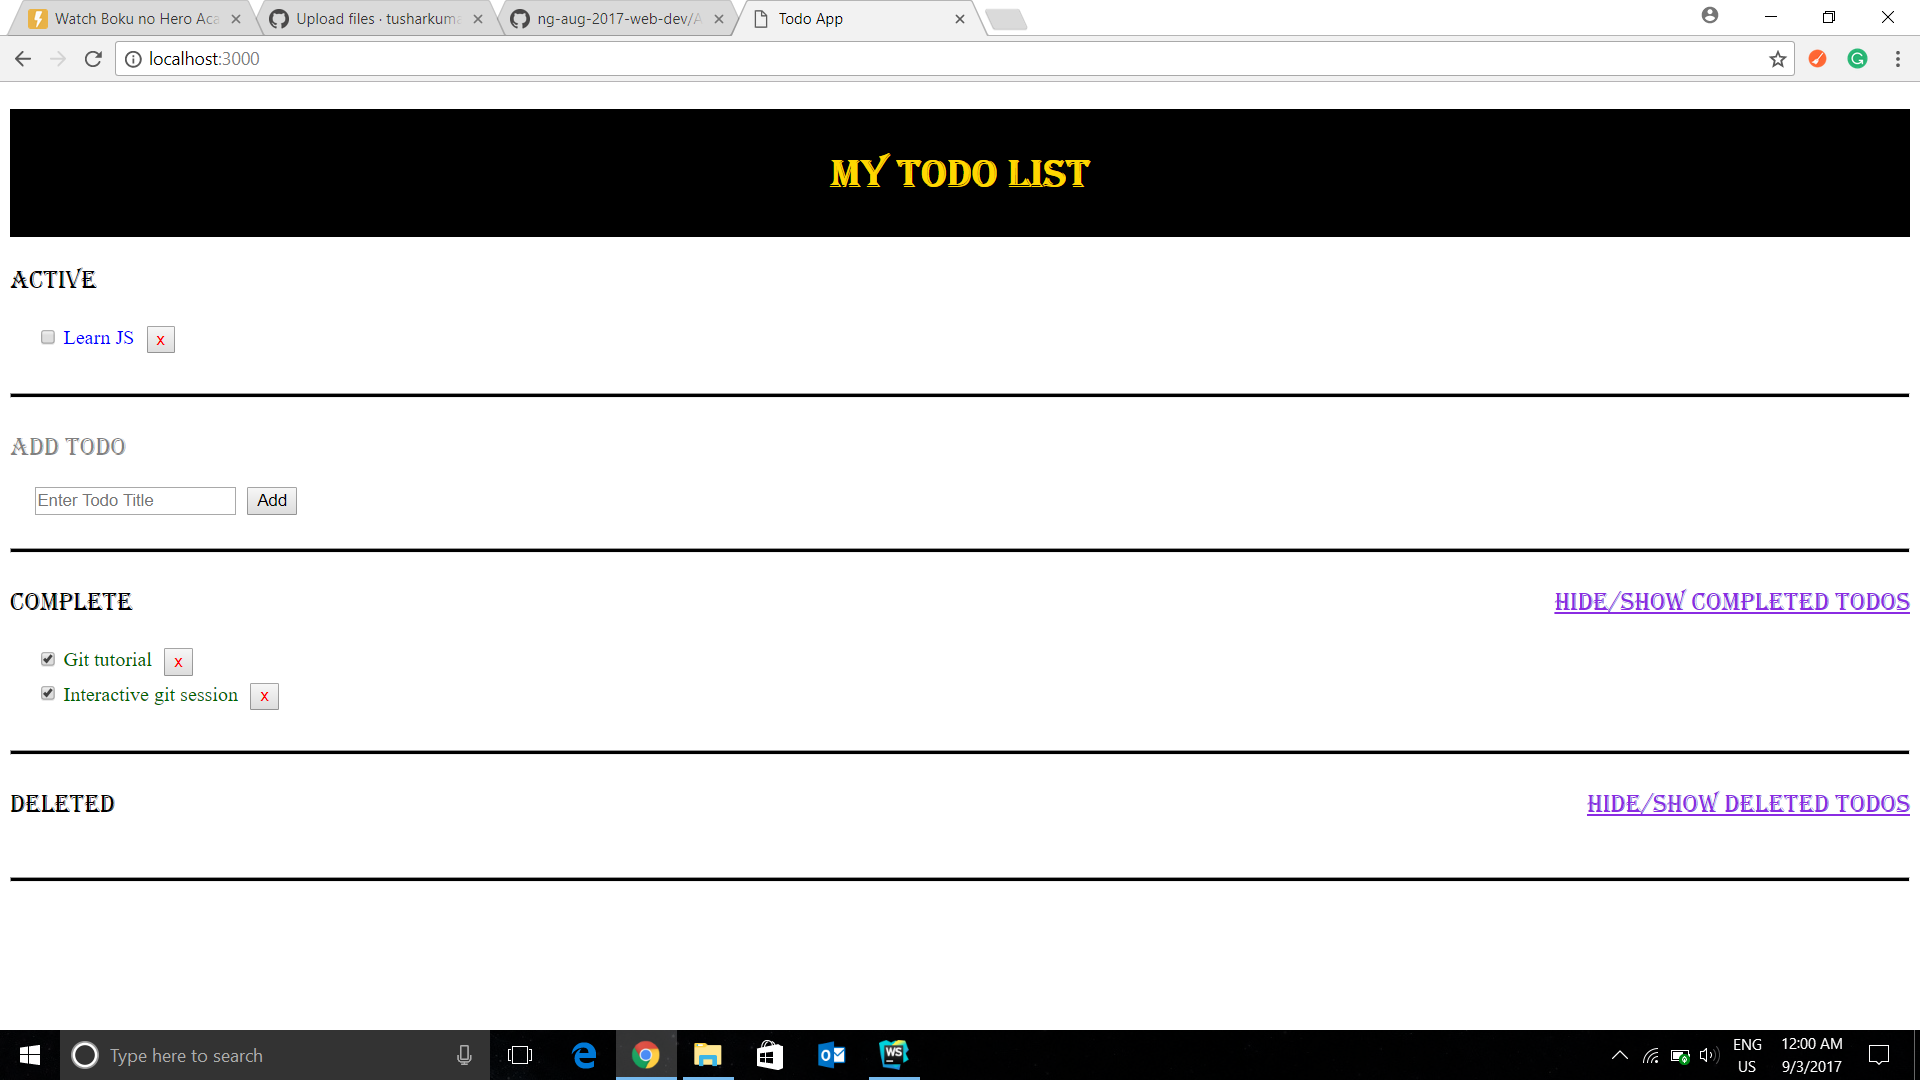 Watch Boku no Hero Aca
Upload files · tusharkuma
ng-aug-2017-web-dev/A
Todo App
localhost:3000
MY TODO LIST
ACTIVE
Learn JS x
ADD TODO
Enter Todo Title Add
COMPLETE HIDE/SHOW COMPLETED TODOS
Git tutorial x
Interactive git session x
DELETED HIDE/SHOW DELETED TODOS
Type here to search
WS
ENG
US
12:00 AM
9/3/2017